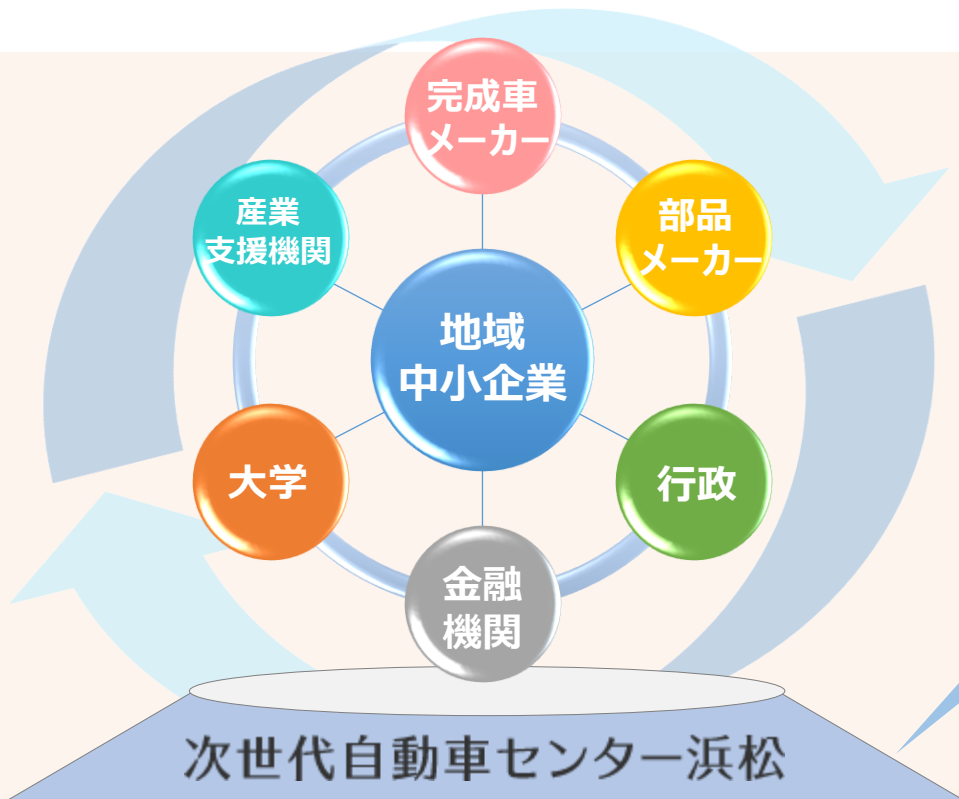 完成車
メーカー
産業
支援機関
部品
メーカー
地域
中小企業
大学
行政
金融
機関
次世代自動車センター浜松